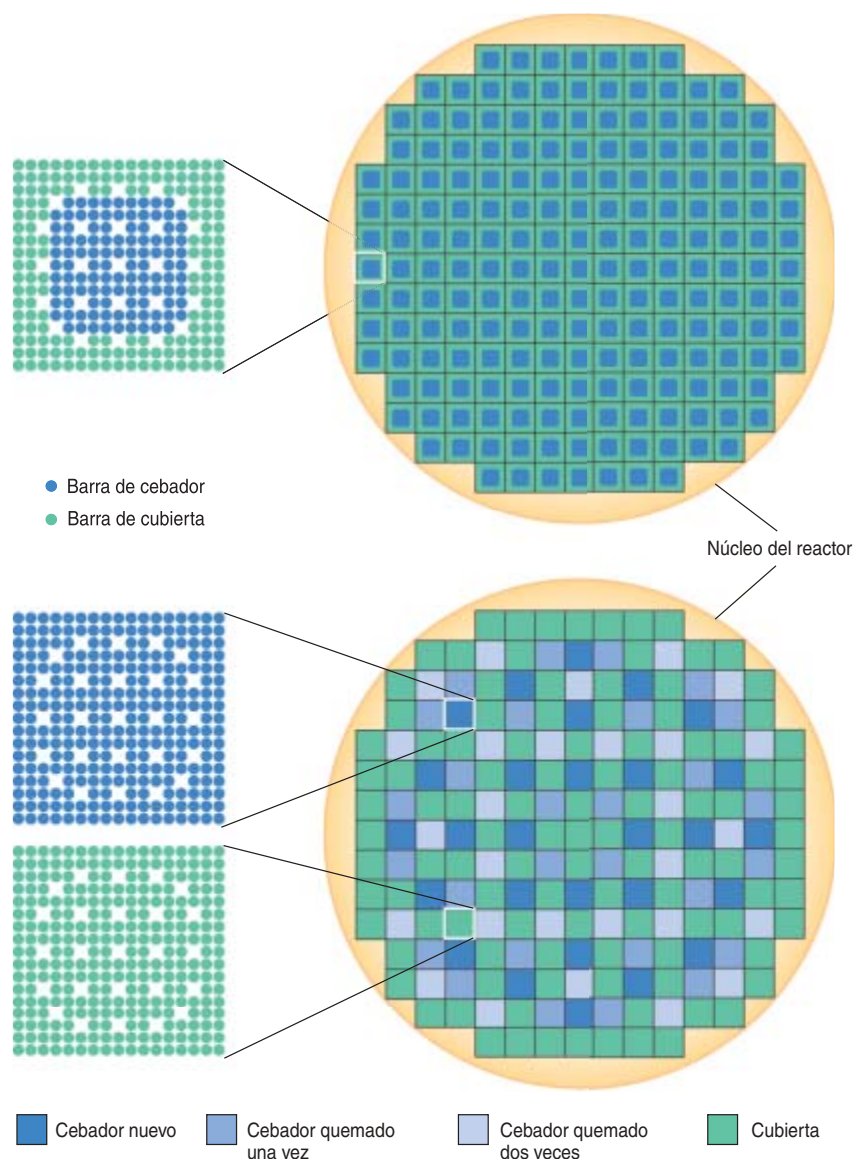 Barra de cebador
Barra de cubierta
Núcleo del reactor
Cebador nuevo
Cebador quemado
una vez
Cebador quemado
dos veces
Cubierta